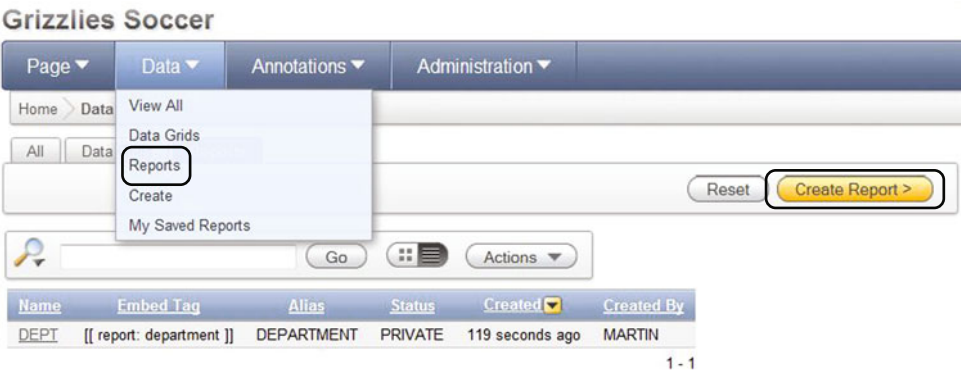 Grizzlies Soccer
Page Data Annotations Administration
Home Data
View All
Data Grids
All Data
Reports
Reset Create Report >
Create
My Saved Reports
Go Actions
Name Embed Tag Alias Status Created Created By
DEPT [[ report: department ]] DEPARTMENT PRIVATE 119 seconds ago MARTIN
1 - 1